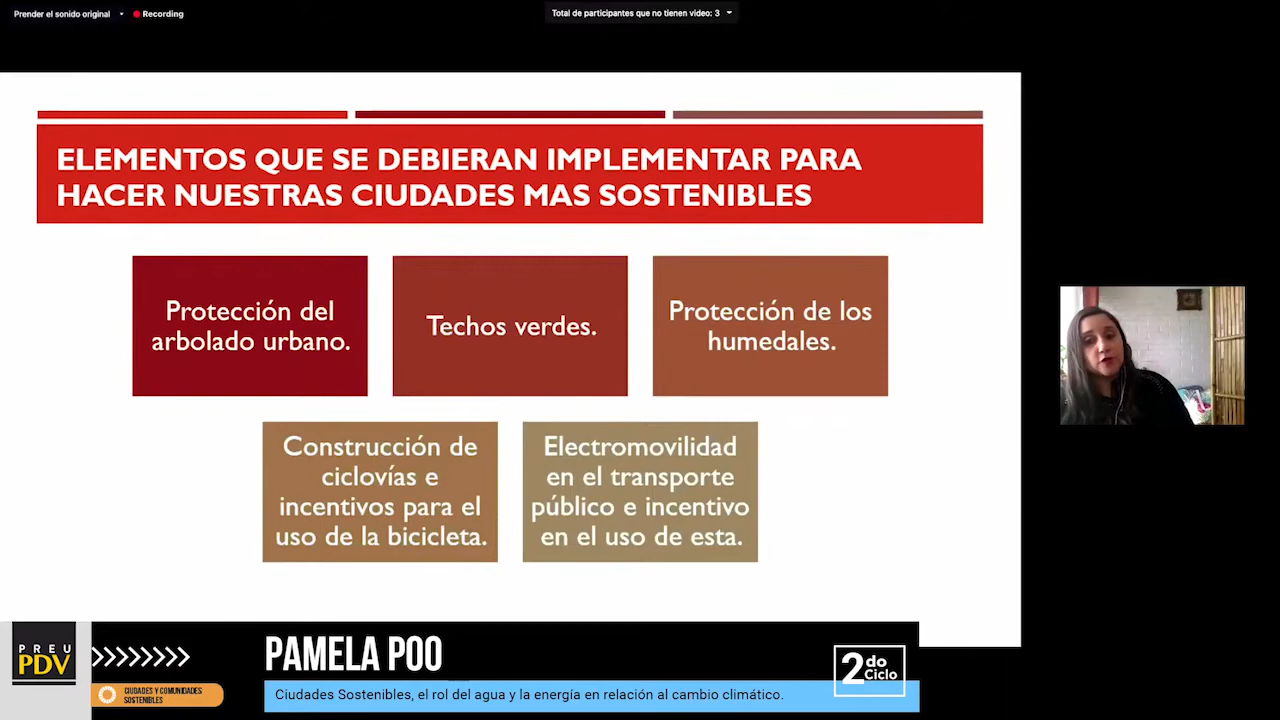 Prender el sonido original
Recording
Total de participantes que no tienen video: 3
ELEMENTOS QUE SE DEBIERAN IMPLEMENTAR PARA
HACER NUESTRAS CIUDADES MAS SOSTENIBLES
Protección del
arbolado urbano.
Techos verdes.
Protección de los
humedales.
Construcción de
ciclovías e
incentivos para el
uso de la bicicleta.
Electromovilidad
en el transporte
público e incentivo
en el uso de esta.
PREU
PDV
CIUDADES Y COMUNIDADES
SOSTENIBLES
PAMELA POO
Ciudades Sostenibles, el rol del agua y la energía en relación al cambio climático.
2do
Ciclo